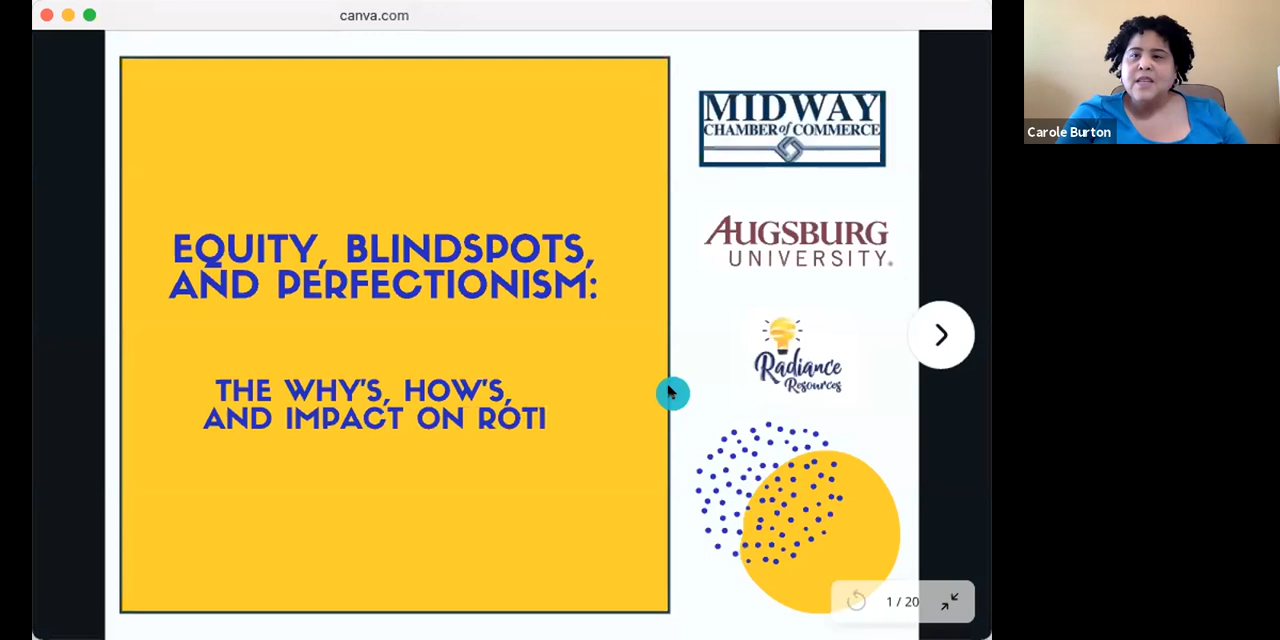 canva.com
EQUITY, BLINDSPOTS,
AND PERFECTIONISM:
THE WHY'S, HOW'S,
AND IMPACT ON ROTI
MIDWAY
CHAMBER of COMMERCE
AUGSBURG
UNIVERSITY®
Radiance
Resources
1 / 20
Carole Burton